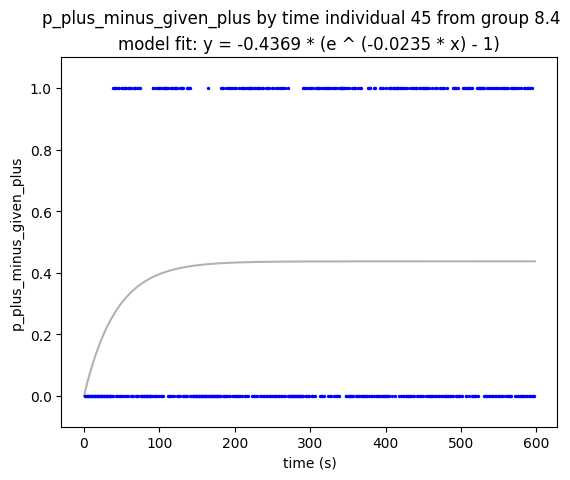 p_plus_minus_given_plus by time individual 45 from group 8.4
model fit: y = -0.4369 * (e ^ (-0.0235 * x) - 1)
1.0
0.8
0.6
0.4
0.2
0.0
p_plus_minus_given_plus
0 100 200 300 400 500 600
time (s)